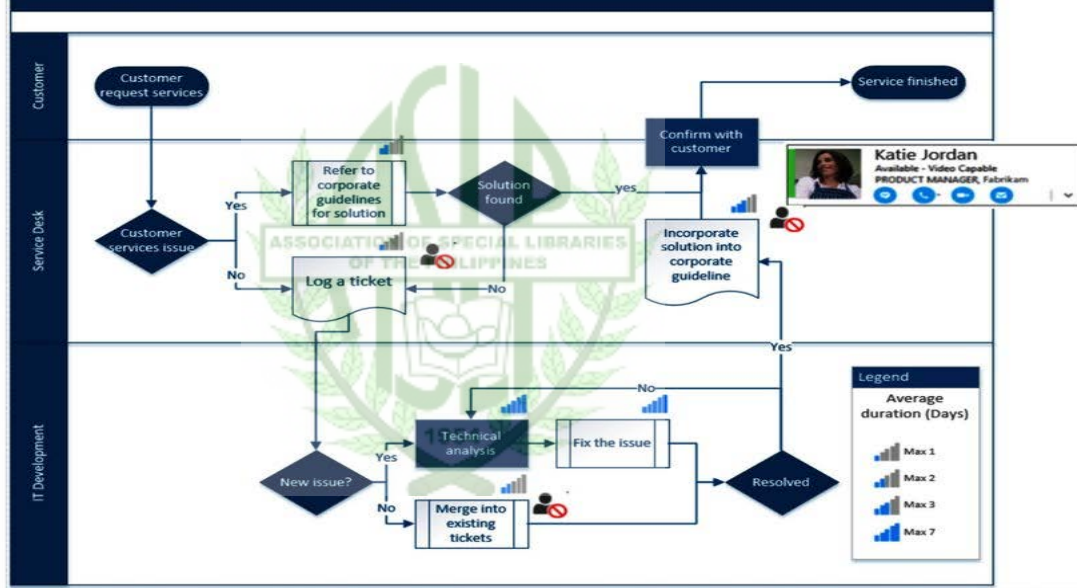 Customer
Customer
request services
Service finished
Confirm with
customer
Katie Jordan
Available - Video Capable
PRODUCT MANAGER, Fabrikam
Service Desk
Refer to
corporate
guidelines
for solution
Solution
found
yes
Yes
Customer
services issue
No
Log a ticket
No
Incorporate
solution into
corporate
guideline
ASSOCIATION OF SPECIAL LIBRARIES
OF THE PHILIPPINES
Yes
IT Development
No
Technical
analysis
Fix the issue
Yes
New issue?
Resolved
No
Merge into
existing
tickets
Legend
Average
duration (Days)
Max 1
Max 2
Max 3
Max 7